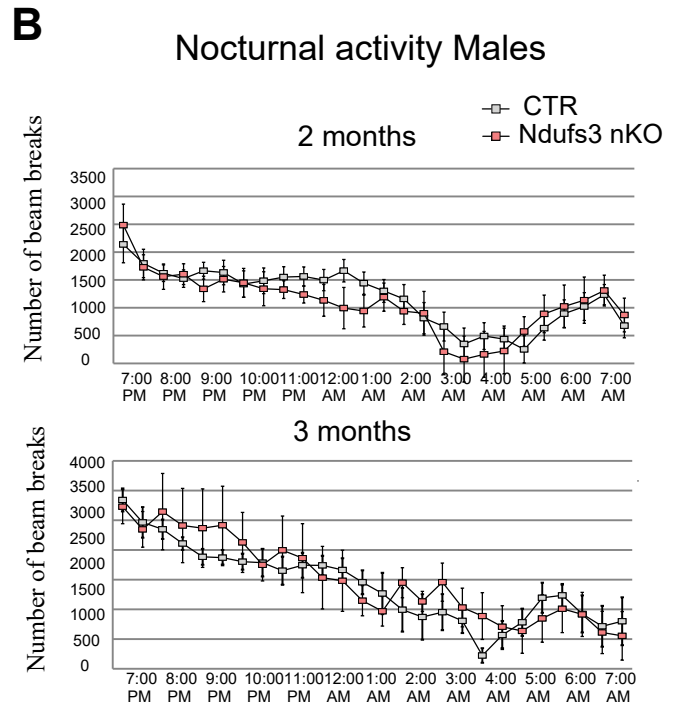 B
Nocturnal activity Males
CTR
Ndufs3 nKO
2 months
Number of beam breaks
3500
3000
2500
2000
1500
1000
500
0
7:00 8:00 9:00 10:00 11:00 12:00 1:00 2:00 3:00 4:00 5:00 6:00 7:00
PM PM PM PM PM AM AM AM AM AM AM AM AM
3 months
Number of beam breaks
4000
3500
3000
2000
1500
1000
500
0
7:00 8:00 9:00 10:00 11:00 12:00 1:00 2:00 3:00 4:00 5:00 6:00 7:00
PM PM PM PM PM AM AM AM AM AM AM AM AM